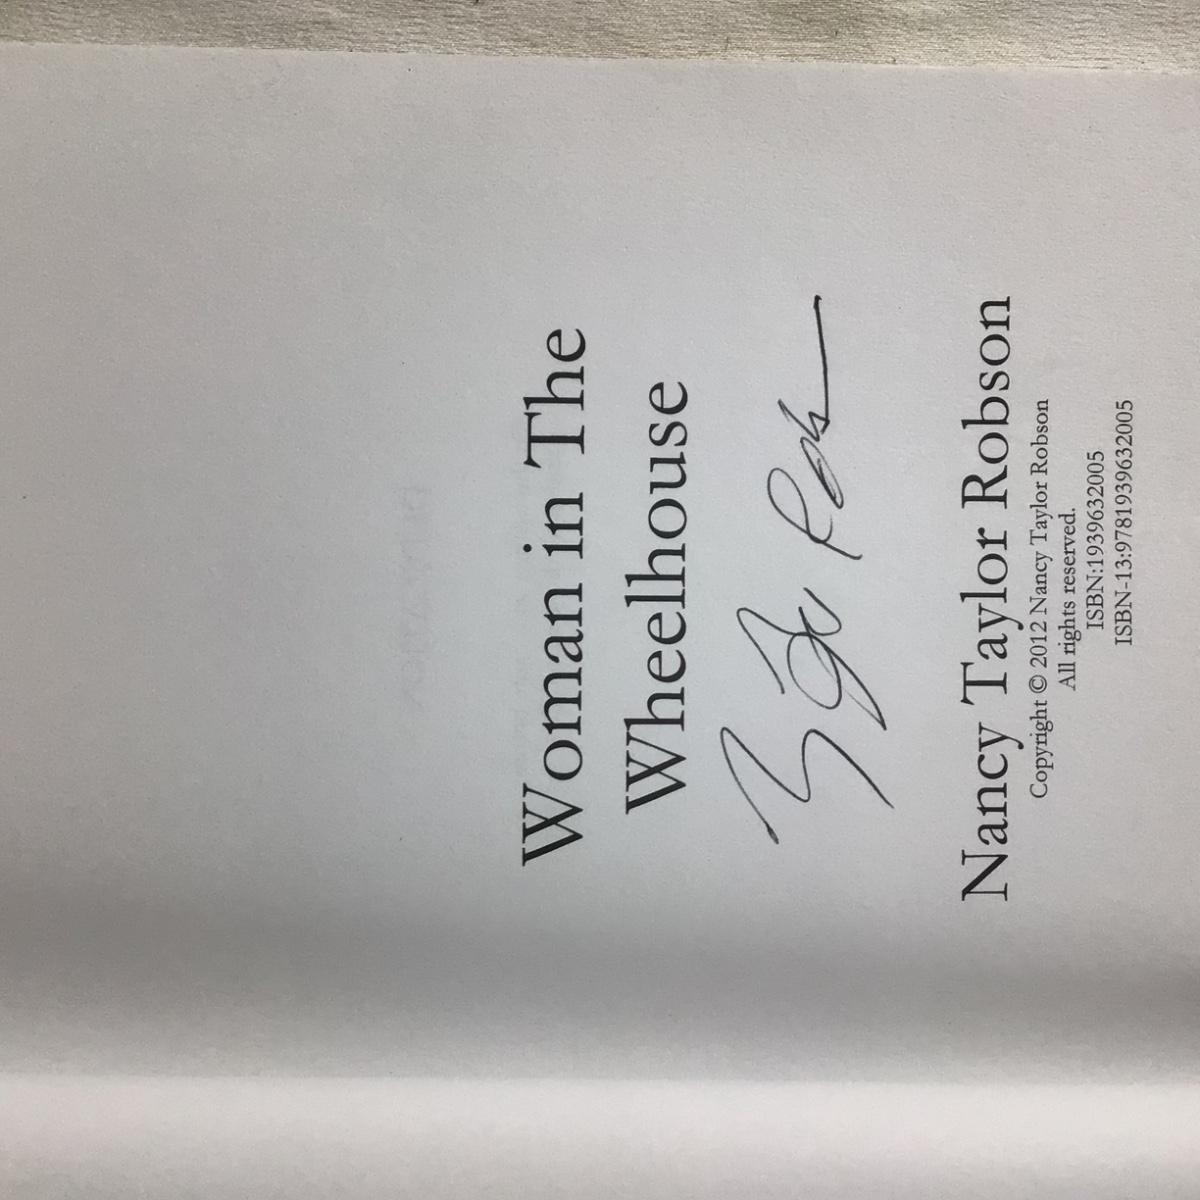 Woman in The
Wheelhouse
Nancy Taylor Robson
Copyright © 2012 Nancy Taylor Robson
All rights reserved.
ISBN:1939632005
ISBN-13:9781939632005